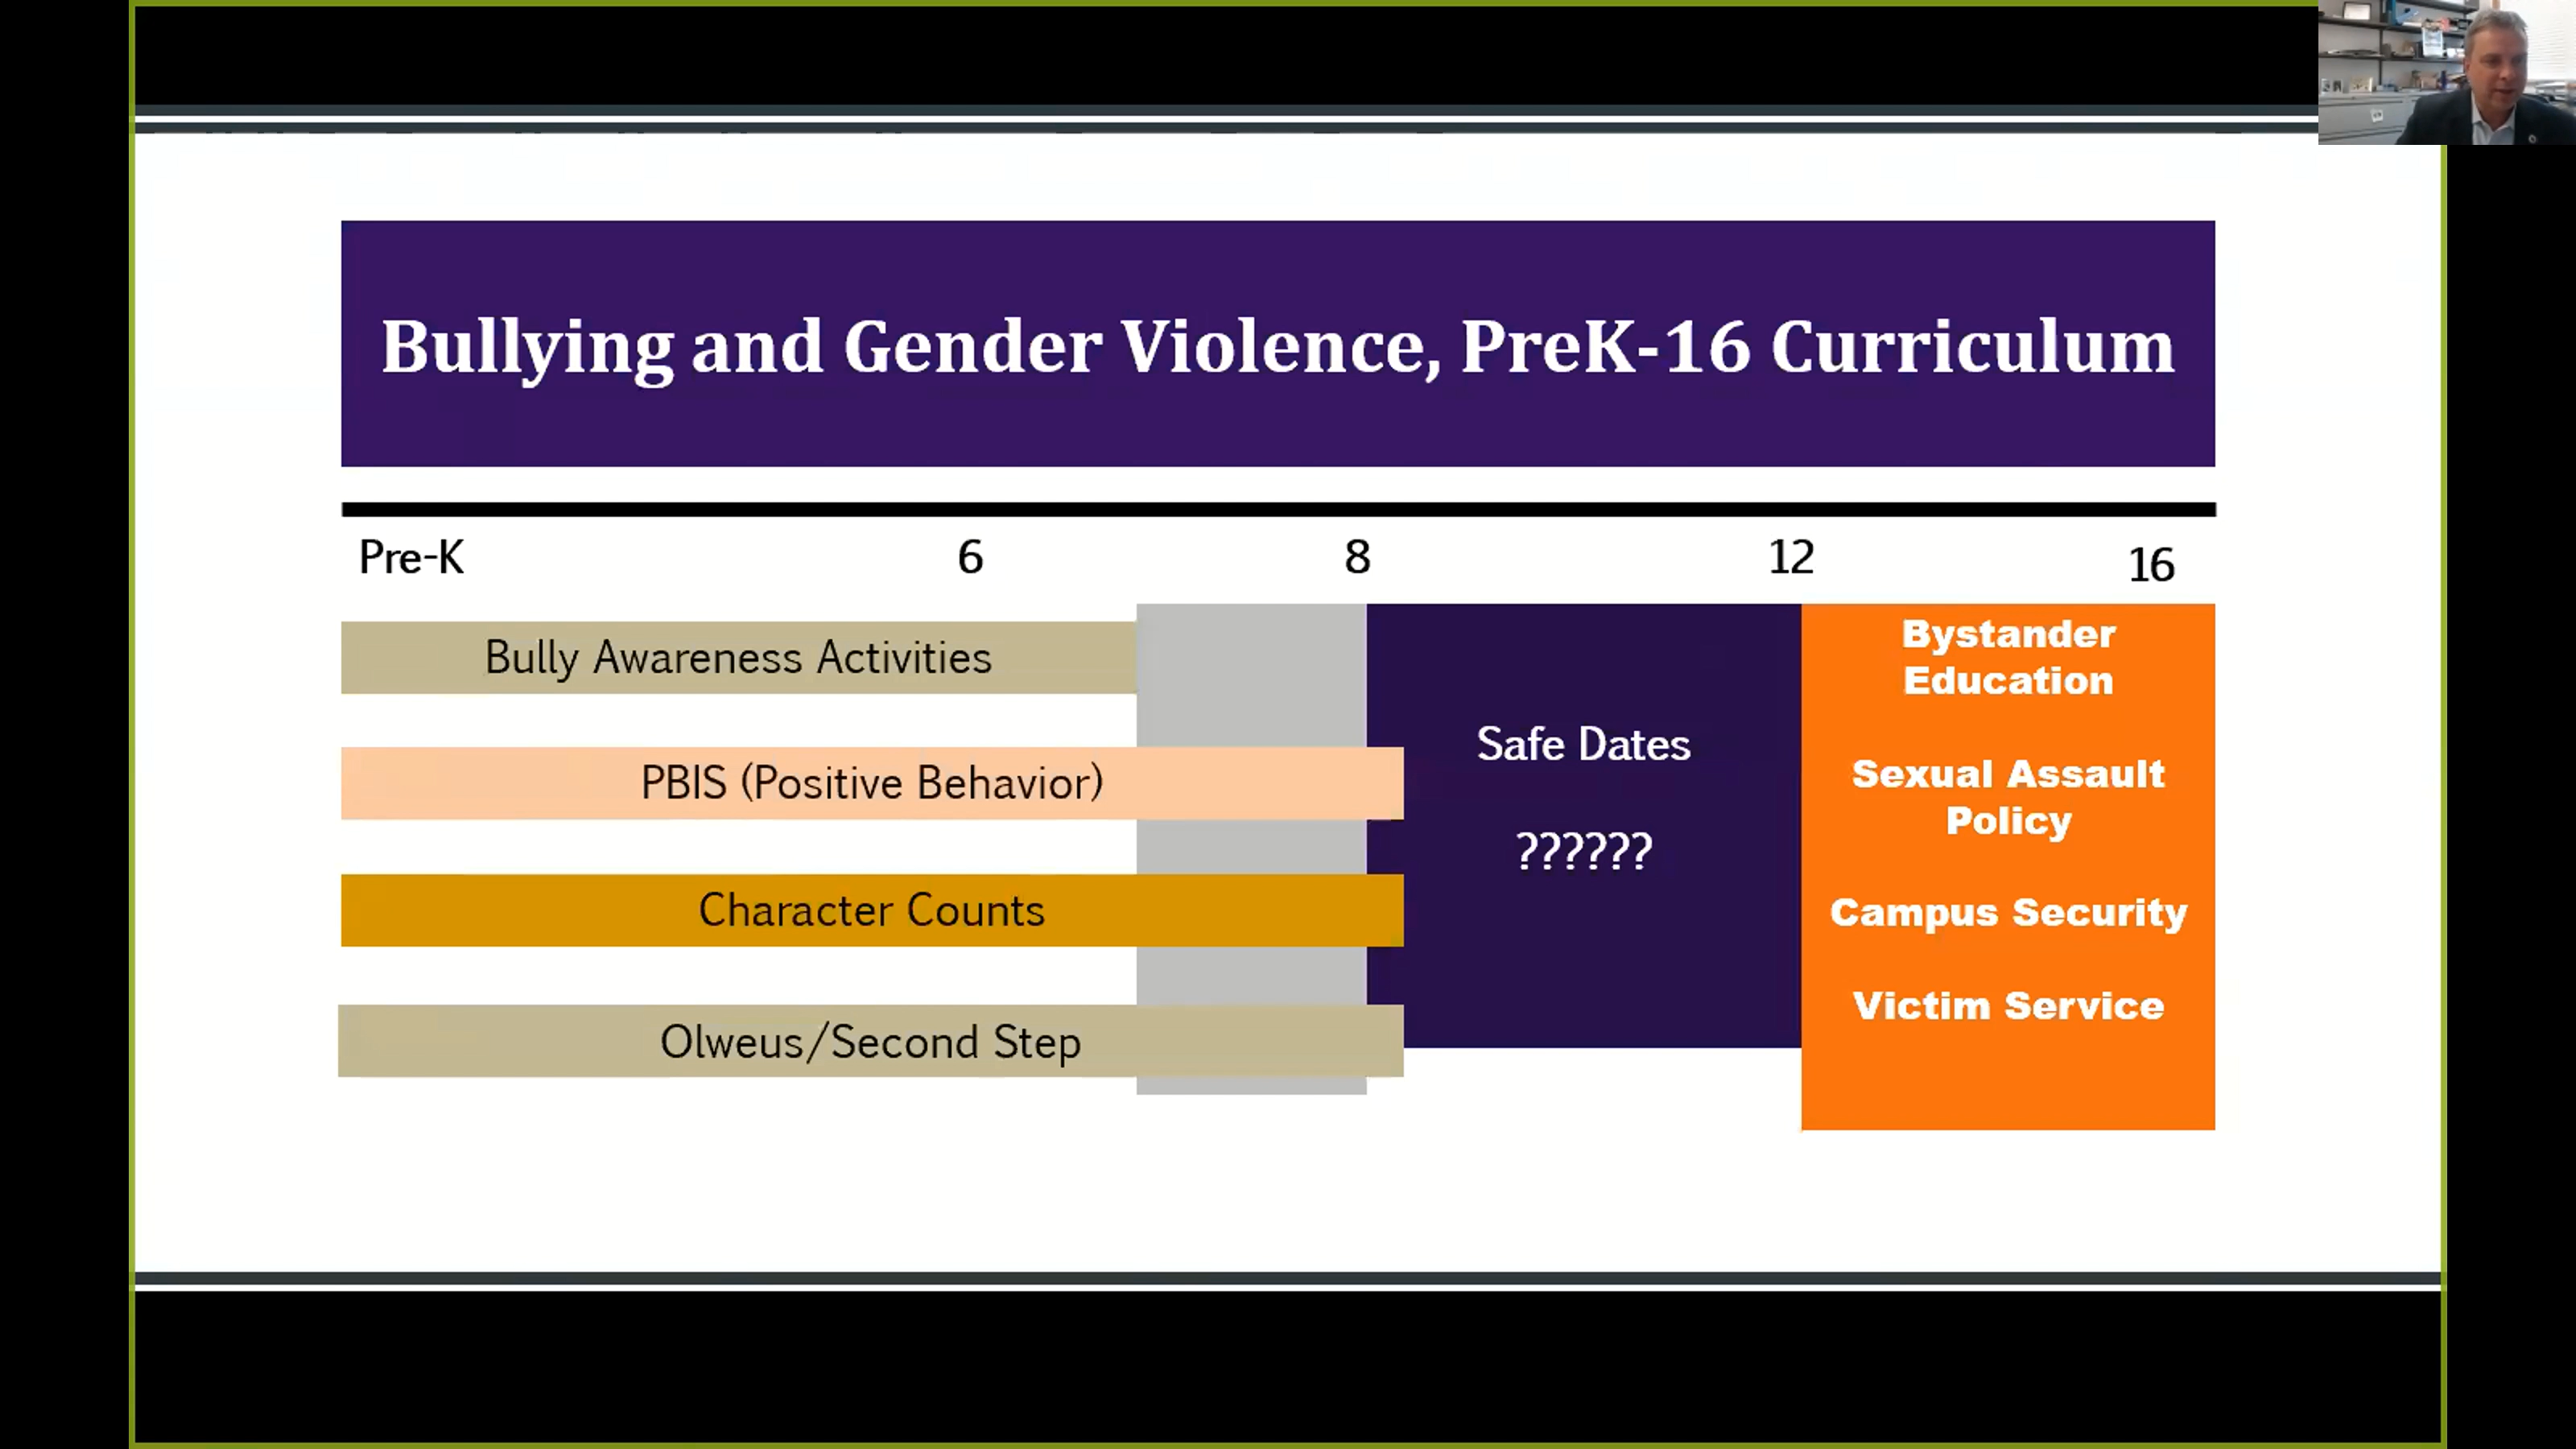 Bullying and Gender Violence, PreK-16 Curriculum
Pre-K 6 8 12 16
Bully Awareness Activities
PBIS (Positive Behavior)
Character Counts
Olweus/Second Step
Safe Dates
??????
Bystander
Education
Sexual Assault
Policy
Campus Security
Victim Service